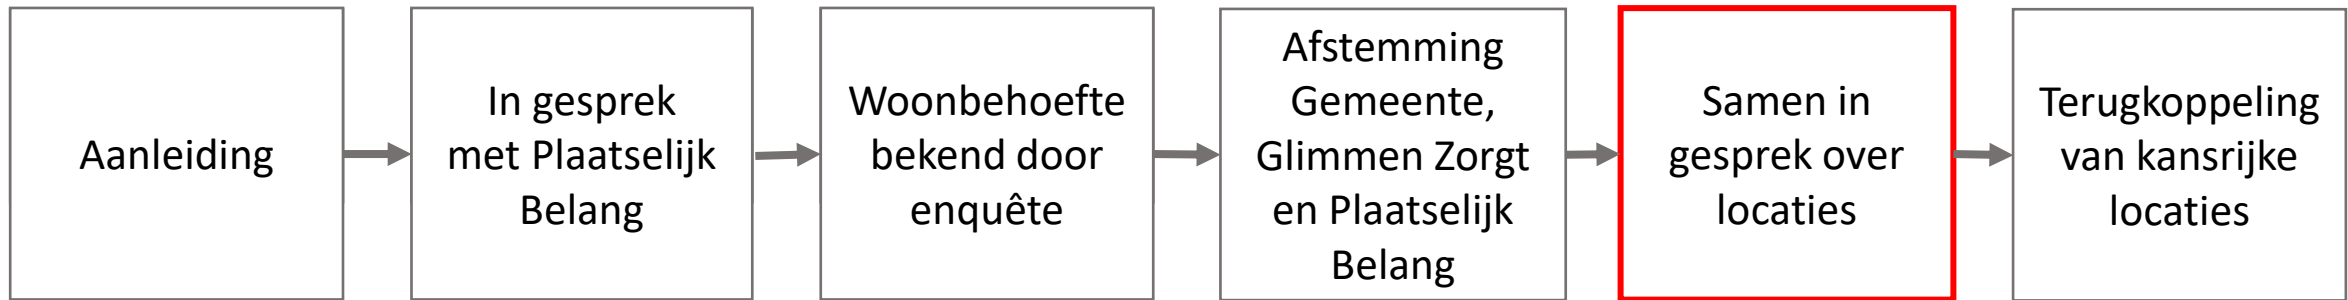 Aanleiding
In gesprek
met Plaatselijk
Belang
Woonbehoefte
bekend door
enquête
Afstemming
Gemeente,
Glimmen Zorgt
en Plaatselijk
Belang
Samen in
gesprek over
locaties
Terugkoppeling
van kansrijke
locaties